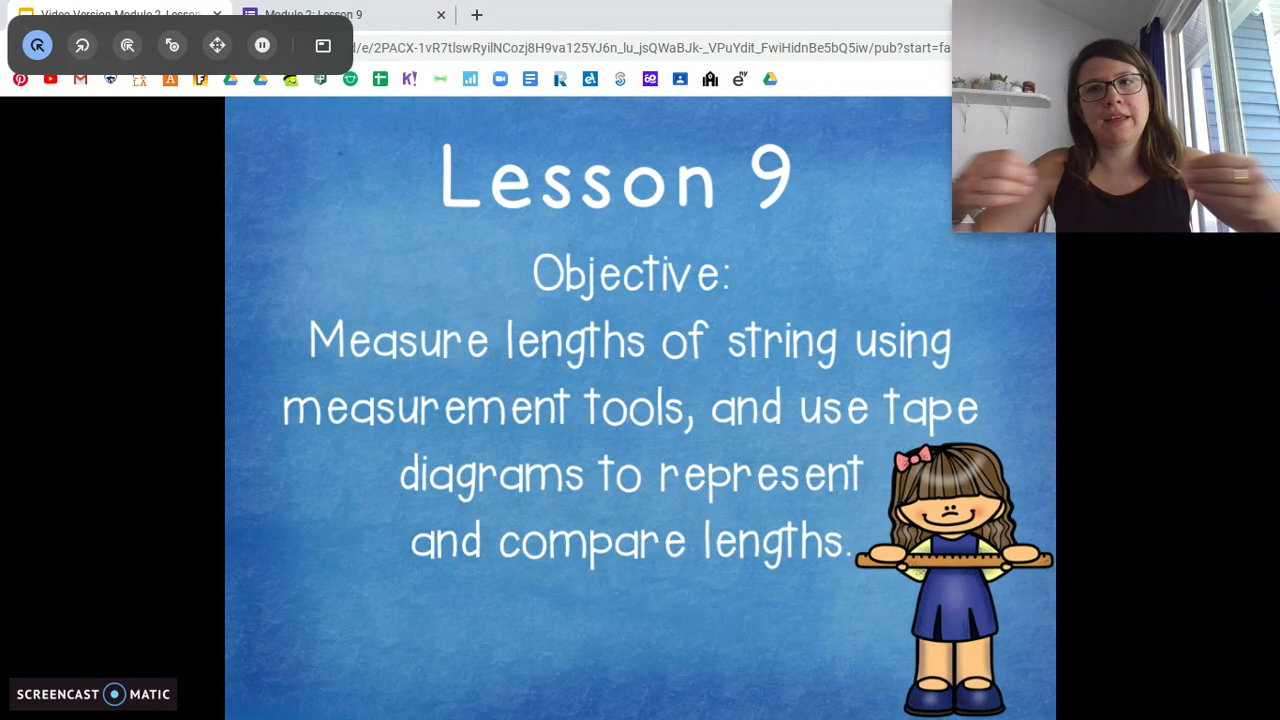 Video Version Module 2, Lesson
Module 2: Lesson 9
d/e/2PACX-1vR7tlswRyilNCozj8H9va125YJ6n_lu_jsQWaBJk-_VPuYdit_FwiHidnBe5bQ5iw/pub?start=fa
Lesson 9
Objective:
Measure lengths of string using
measurement tools, and use tape
diagrams to represent
and compare lengths.
SCREENCAST MATIC